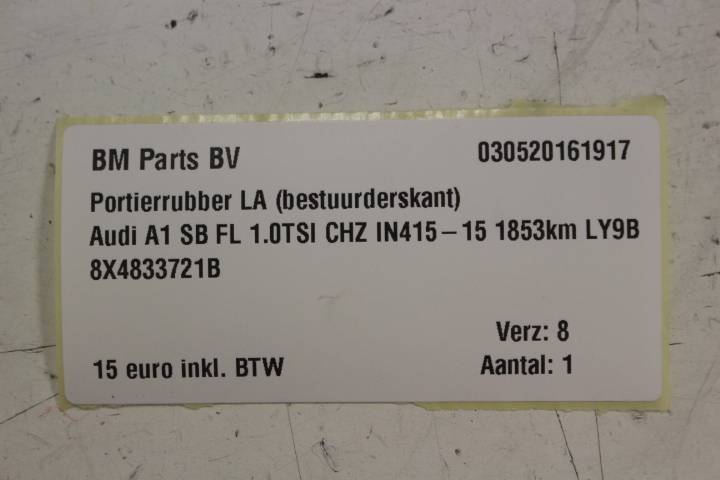 BM Parts BV 030520161917
Portierrubber LA (bestuurderskant)
Audi A1 SB FL 1.0TSI CHZ IN415-15 1853km LY9B
8X4833721B
Verz: 8
15 euro inkl. BTW Aantal: 1